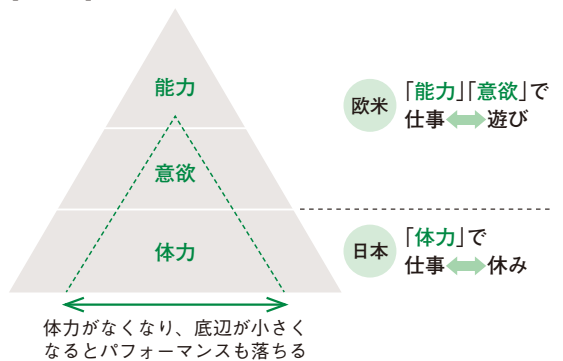 能力
意欲
体力
欧米
「能力」「意欲」で
仕事⟺遊び
日本
「体力」で
仕事⟺休み
体力がなくなり、底辺が小さく
なるとパフォーマンスも落ちる